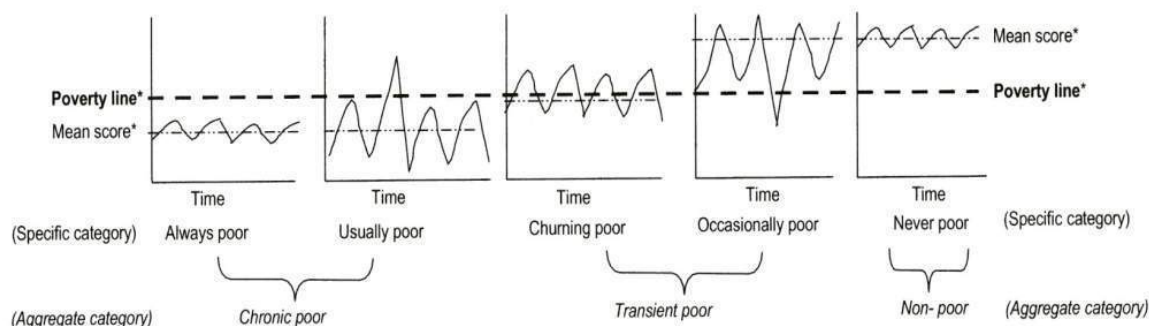 Mean score*
Poverty line*
Poverty line*
Mean score*
Time Time Time Time Time
(Specific category) Always poor Usually poor Churning poor Occasionally poor Never poor (Specific category)
(Aggregate category) Chronic poor Transient poor Non- poor (Aggregate category)